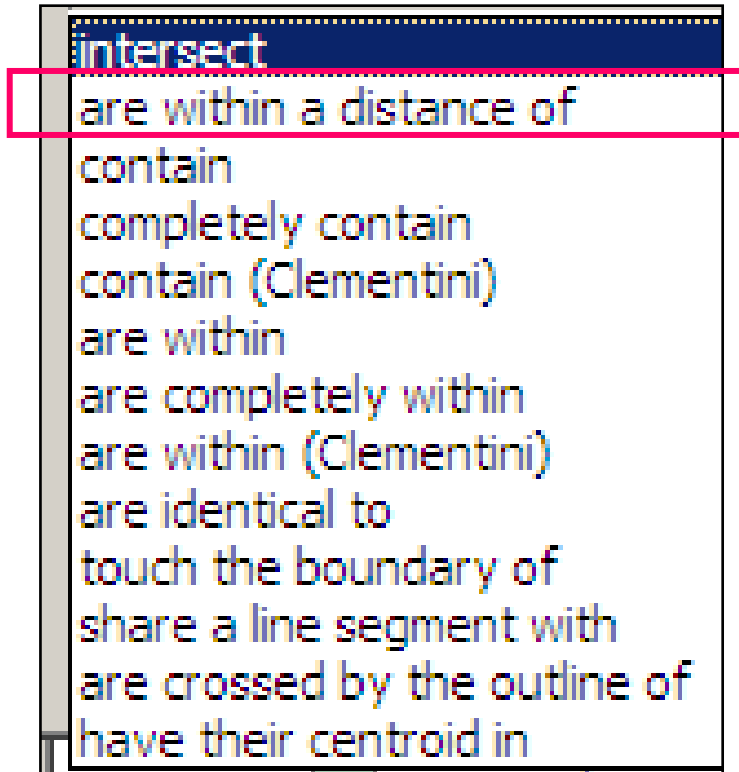 intersect
are within a distance of
contain
completely contain
contain (Clementini)
are within
are completely within
are within (Clementini)
are identical to
touch the boundary of
share a line segment with
are crossed by the outline of
have their centroid in